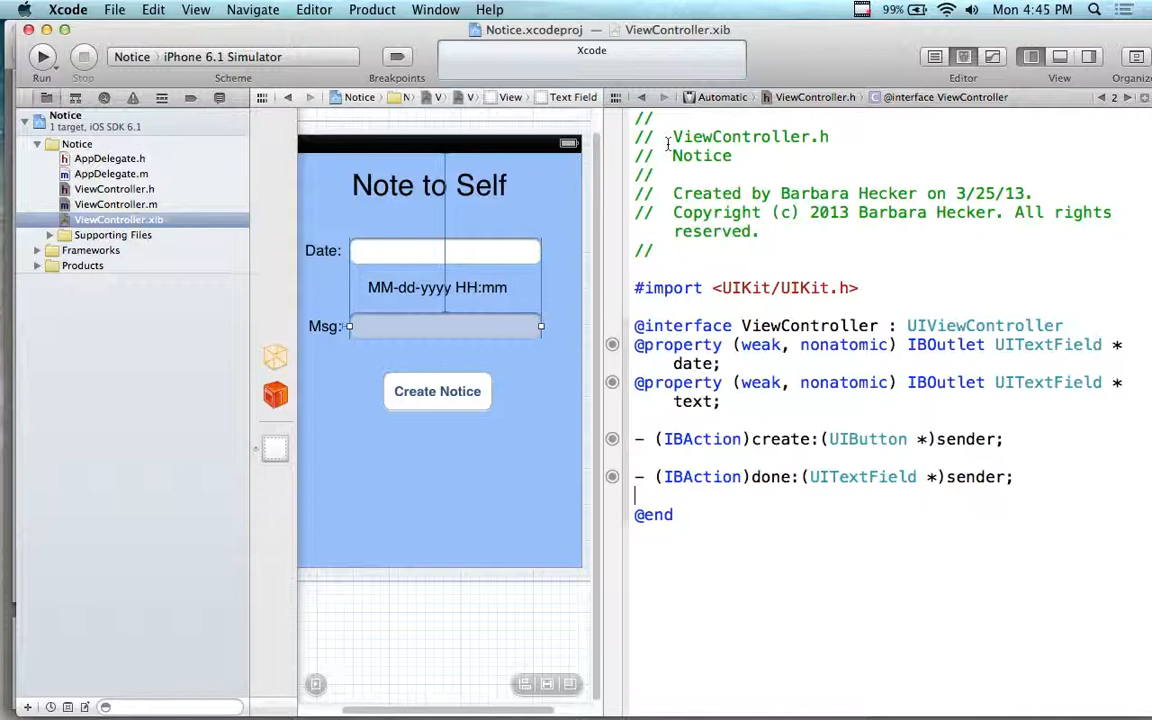 Xcode File Edit View Navigate Editor Product Window Help 99% Mon 4:45 PM
Notice.xcodeproj — ViewController.xib
Notice iPhone 6.1 Simulator
Xcode
Run Stop Scheme Breakpoints Editor View Organiz
Notice N V V View Text Field
Automatic ViewController.h @interface ViewController 2
Notice
1 target, iOS SDK 6.1
Notice
AppDelegate.h
AppDelegate.m
ViewController.h
ViewController.m
ViewController.xib
Supporting Files
Frameworks
Products
Note to Self
Date:
MM-dd-yyyy HH:mm
Msg:
Create Notice
//
// ViewController.h
// Notice
//
// Created by Barbara Hecker on 3/25/13.
// Copyright (c) 2013 Barbara Hecker. All rights
reserved.
//
#import <UIKit/UIKit.h>
@interface ViewController : UIViewController
@property (weak, nonatomic) IBOutlet UITextField *
date;
@property (weak, nonatomic) IBOutlet UITextField *
text;
- (IBAction)create:(UIButton *)sender;
- (IBAction)done:(UITextField *)sender;
@end